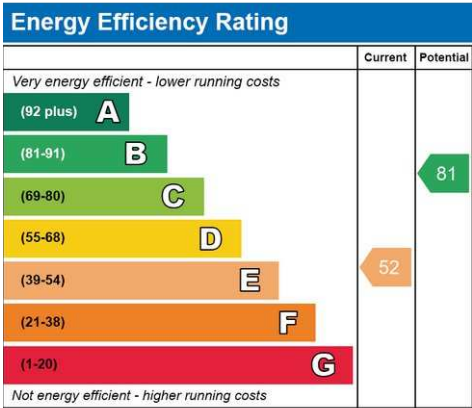 Energy Efficiency Rating
Current Potential
Very energy efficient - lower running costs
(92 plus) A
(81-91) B
81
(69-80) C
(55-68) D
(39-54) E
52
(21-38) F
(1-20) G
Not energy efficient - higher running costs